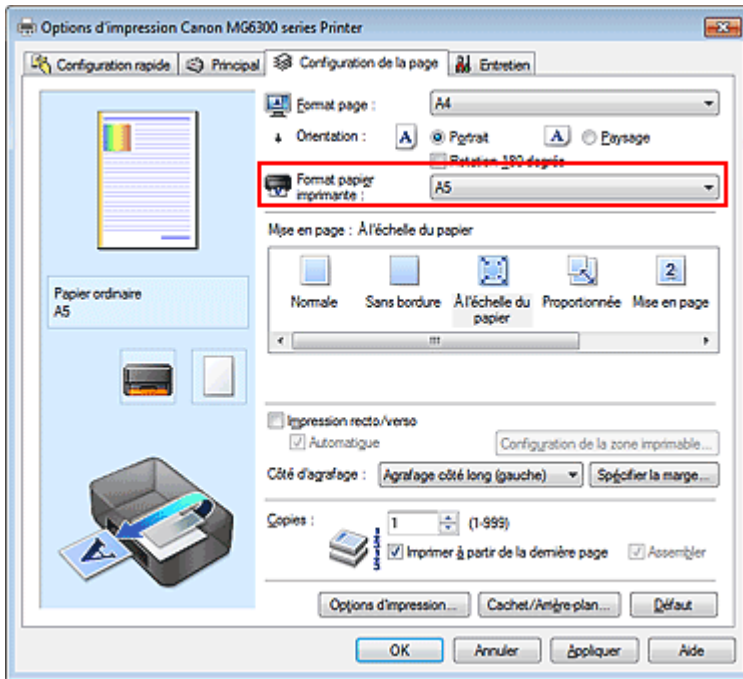 Options d'impression Canon MG6300 series Printer
Configuration rapide Principal Configuration de la page Entretien
Format page : A4
Orientation : A Portrait A Paysage
Rotation 180 degrés
Format papier imprimante : A5
Mise en page : À l'échelle du papier
Normale Sans bordure À l'échelle du papier Proportionnée 2 Mise en page
Papier ordinaire
A5
Impression recto/verso
Automatique Configuration de la zone imprimable...
Côté d'agrafage : Agrafage côté long (gauche) Spécifier la marge...
Copies : 1 (1-999)
Imprimer à partir de la dernière page Assembler
Options d'impression... Cachet/Arrière-plan... Défaut
OK Annuler Appliquer Aide